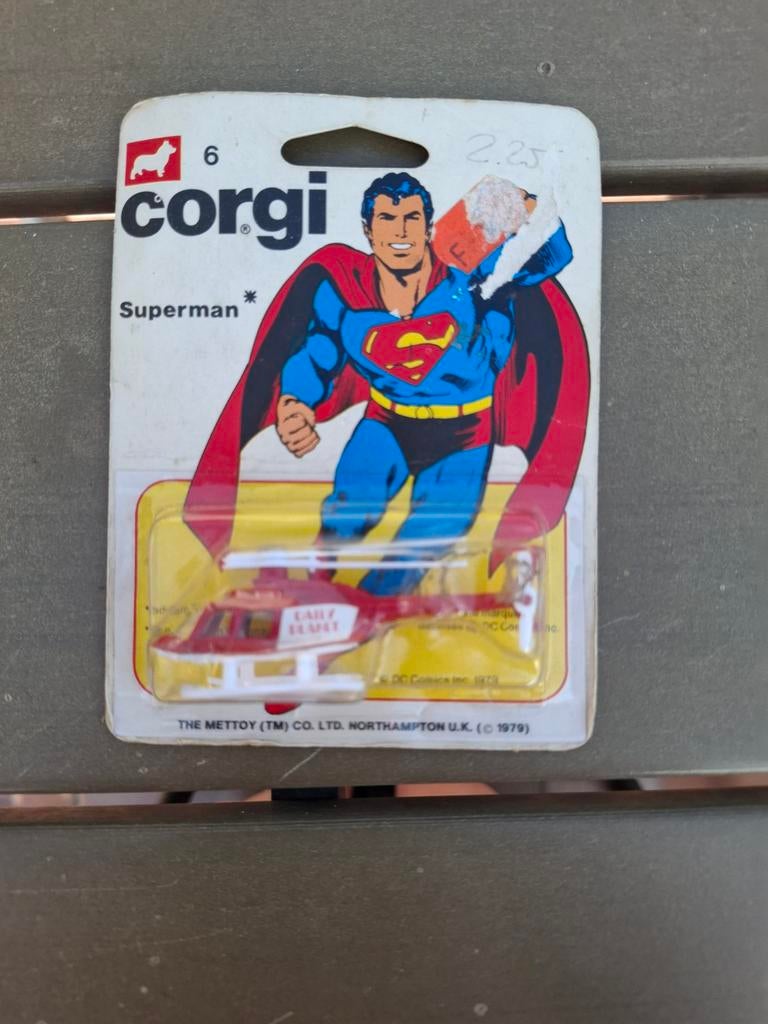 6
2.25
corgi®
F
Superman*
S
DAILY
PLANET
© DC Comics Inc. 1979
THE METTOY (TM) CO. LTD. NORTHAMPTON U.K. (© 1979)